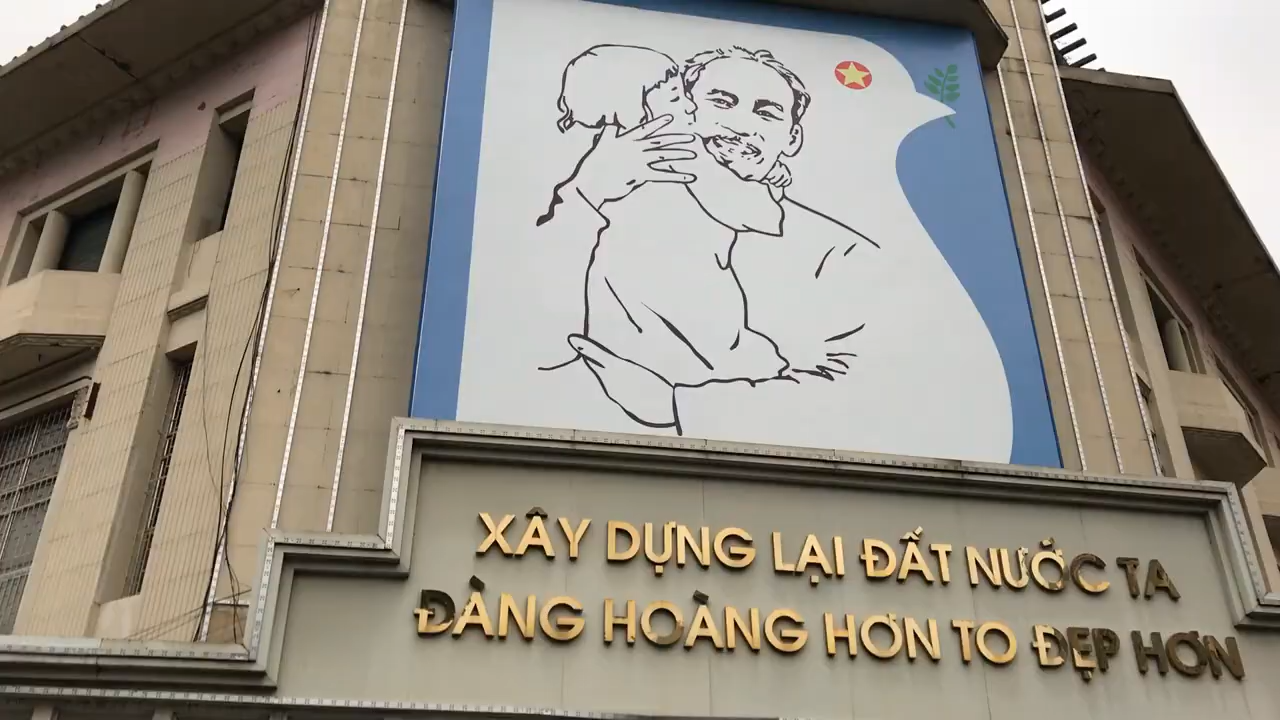 XÂY DỰNG LẠI ĐẤT NƯỚC TA
ĐÀNG HOÀNG HƠN TO ĐẸP HƠN